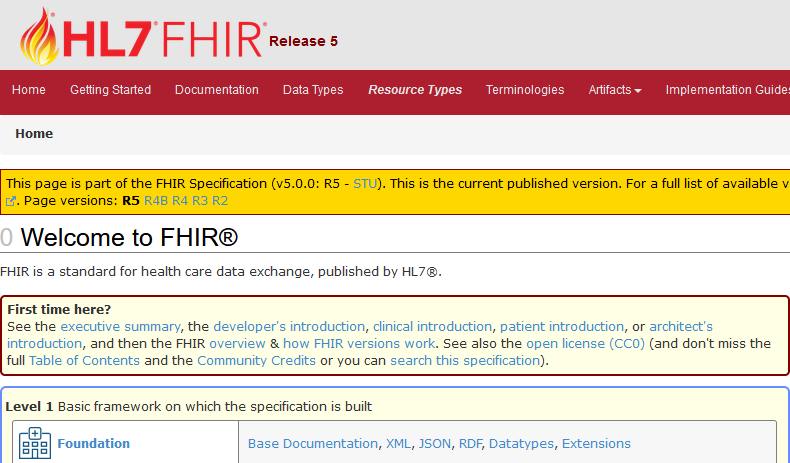 HL7® FHIR® Release 5
Home Getting Started Documentation Data Types Resource Types Terminologies Artifacts Implementation Guides
Home
This page is part of the FHIR Specification (v5.0.0: R5 - STU). This is the current published version. For a full list of available
. Page versions: R5 R4B R4 R3 R2
0 Welcome to FHIR®
FHIR is a standard for health care data exchange, published by HL7®.
First time here?
See the executive summary, the developer's introduction, clinical introduction, patient introduction, or architect's
introduction, and then the FHIR overview & how FHIR versions work. See also the open license (CC0) (and don't miss the
full Table of Contents and the Community Credits or you can search this specification).
Level 1 Basic framework on which the specification is built
Foundation Base Documentation, XML, JSON, RDF, Datatypes, Extensions